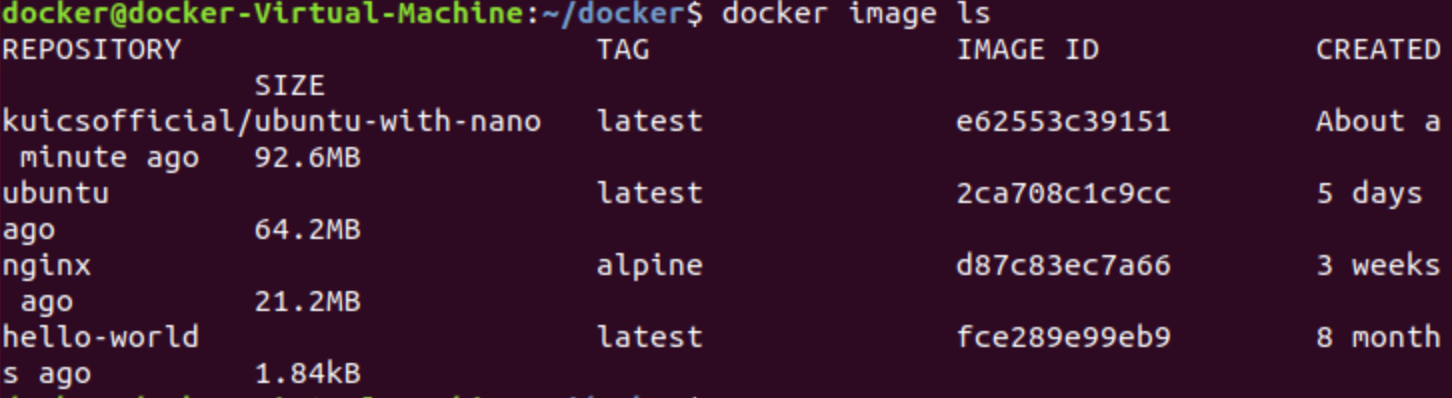 docker@docker-Virtual-Machine:~/docker$ docker image ls
REPOSITORY TAG IMAGE ID CREATED
SIZE
kuicsofficial/ubuntu-with-nano latest e62553c39151 About a
minute ago 92.6MB
ubuntu latest 2ca708c1c9cc 5 days
ago 64.2MB
nginx alpine d87c83ec7a66 3 weeks
ago 21.2MB
hello-world latest fce289e99eb9 8 month
s ago 1.84kB